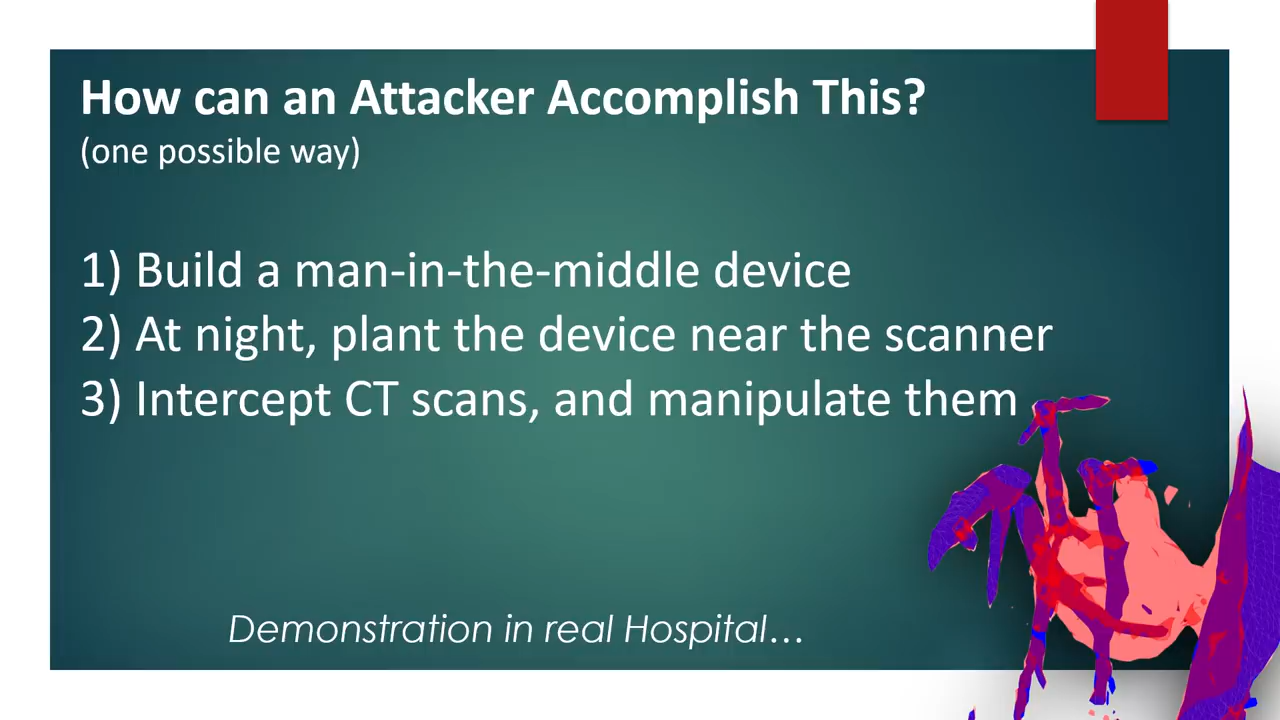 How can an Attacker Accomplish This?
(one possible way)
1) Build a man-in-the-middle device
2) At night, plant the device near the scanner
3) Intercept CT scans, and manipulate them
Demonstration in real Hospital…